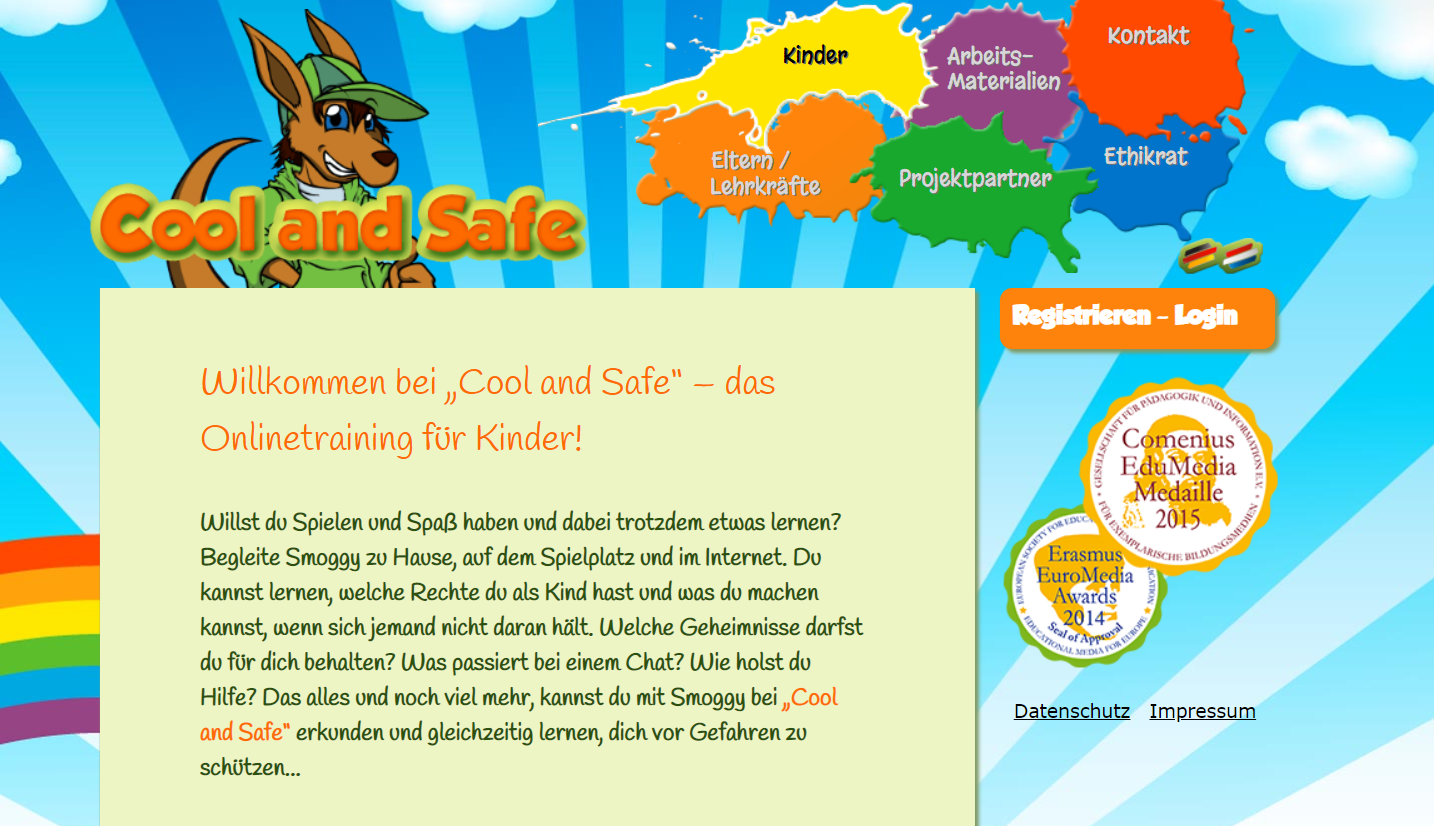 Cool and Safe
Kinder
Arbeits-
Materialien
Kontakt
Eltern /
Lehrkräfte
Projektpartner
Ethikrat
Registrieren - Login
Willkommen bei „Cool and Safe“ – das
Onlinetraining für Kinder!
Willst du Spielen und Spaß haben und dabei trotzdem etwas lernen?
Begleite Smoggy zu Hause, auf dem Spielplatz und im Internet. Du
kannst lernen, welche Rechte du als Kind hast und was du machen
kannst, wenn sich jemand nicht daran hält. Welche Geheimnisse darfst
du für dich behalten? Was passiert bei einem Chat? Wie holst du
Hilfe? Das alles und noch viel mehr, kannst du mit Smoggy bei „Cool
and Safe“ erkunden und gleichzeitig lernen, dich vor Gefahren zu
schützen...
GESELLSCHAFT FÜR PÄDAGOGIK UND INFORMATION E.V.
Comenius
EduMedia
Medaille
2015
FÜR EXEMPLARISCHE BILDUNGSMEDIEN
EUROPEAN SOCIETY FOR
Erasmus
EuroMedia
Awards
2014
Seal of Approval
EDUCATIONAL MEDIA FOR EUROPE
Datenschutz Impressum